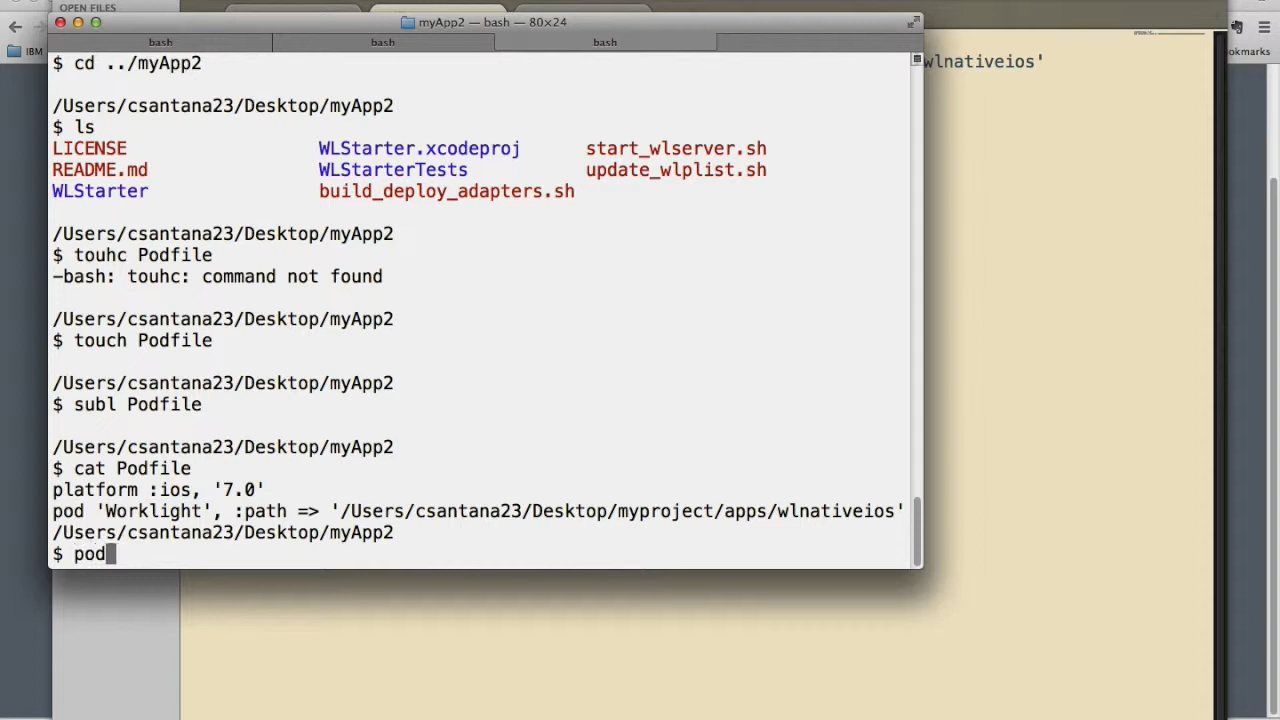 OPEN FILES
myApp2 — bash — 80×24
bash bash bash
IBM
okmarks
wlnativeios'
$ cd ../myApp2
/Users/csantana23/Desktop/myApp2
$ ls
LICENSE WLStarter.xcodeproj start_wlserver.sh
README.md WLStarterTests update_wlplist.sh
WLStarter build_deploy_adapters.sh
/Users/csantana23/Desktop/myApp2
$ touhc Podfile
-bash: touhc: command not found
/Users/csantana23/Desktop/myApp2
$ touch Podfile
/Users/csantana23/Desktop/myApp2
$ subl Podfile
/Users/csantana23/Desktop/myApp2
$ cat Podfile
platform :ios, '7.0'
pod 'Worklight', :path => '/Users/csantana23/Desktop/myproject/apps/wlnativeios'
/Users/csantana23/Desktop/myApp2
$ pod